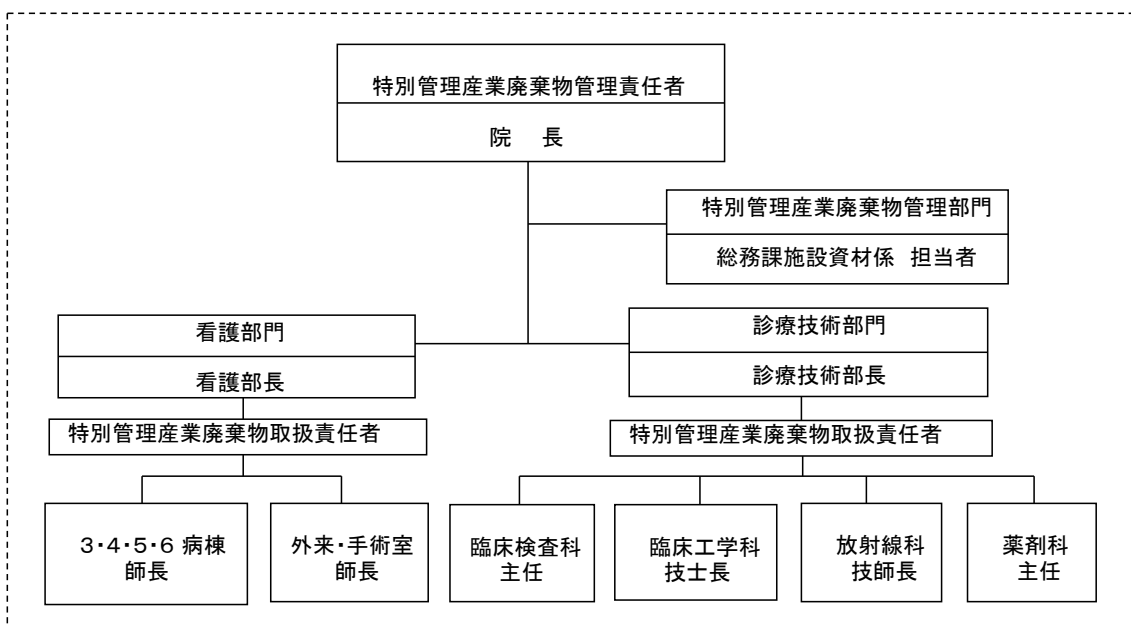 特別管理産業廃棄物管理責任者
院 長
特別管理産業廃棄物管理部門
総務課施設資材係 担当者
看護部門
看護部長
診療技術部門
診療技術部長
特別管理産業廃棄物取扱責任者
特別管理産業廃棄物取扱責任者
3・4・5・6 病棟
師長
外来・手術室
師長
臨床検査科
主任
臨床工学科
技士長
放射線科
技師長
薬剤科
主任